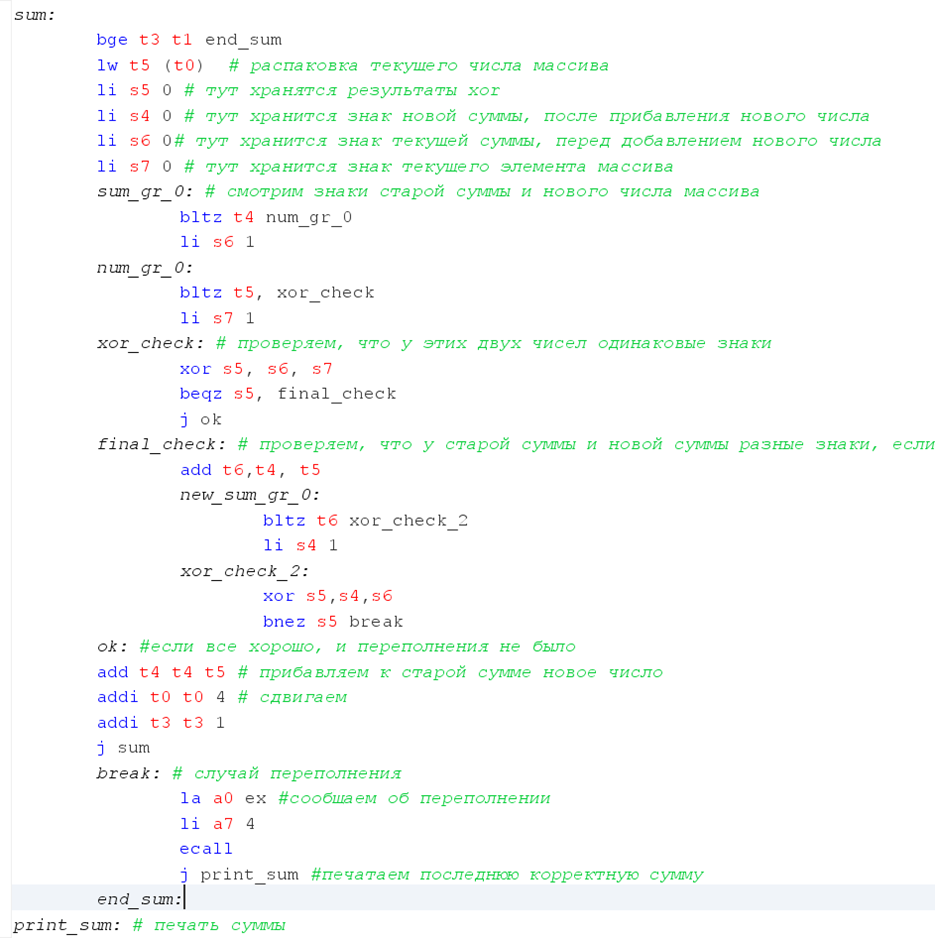 sum:
bge t3 t1 end_sum
lw t5 (t0) # распаковка текущего числа массива
li s5 0 # тут хранятся результаты xor
li s4 0 # тут хранится знак новой суммы, после прибавления нового числа
li s6 0# тут хранится знак текущей суммы, перед добавлением нового числа
li s7 0 # тут хранится знак текущего элемента массива
sum_gr_0: # смотрим знаки старой суммы и нового числа массива
bltz t4 num_gr_0
li s6 1
num_gr_0:
bltz t5, xor_check
li s7 1
xor_check: # проверяем, что у этих двух чисел одинаковые знаки
xor s5, s6, s7
beqz s5, final_check
j ok
final_check: # проверяем, что у старой суммы и новой суммы разные знаки, если
add t6,t4, t5
new_sum_gr_0:
bltz t6 xor_check_2
li s4 1
xor_check_2:
xor s5,s4,s6
bnez s5 break
ok: #если все хорошо, и переполнения не было
add t4 t4 t5 # прибавляем к старой сумме новое число
addi t0 t0 4 # сдвигаем
addi t3 t3 1
j sum
break: # случай переполнения
la a0 ex #сообщаем об переполнении
li a7 4
ecall
j print_sum #печатаем последнюю корректную сумму
end_sum:
print_sum: # печать суммы